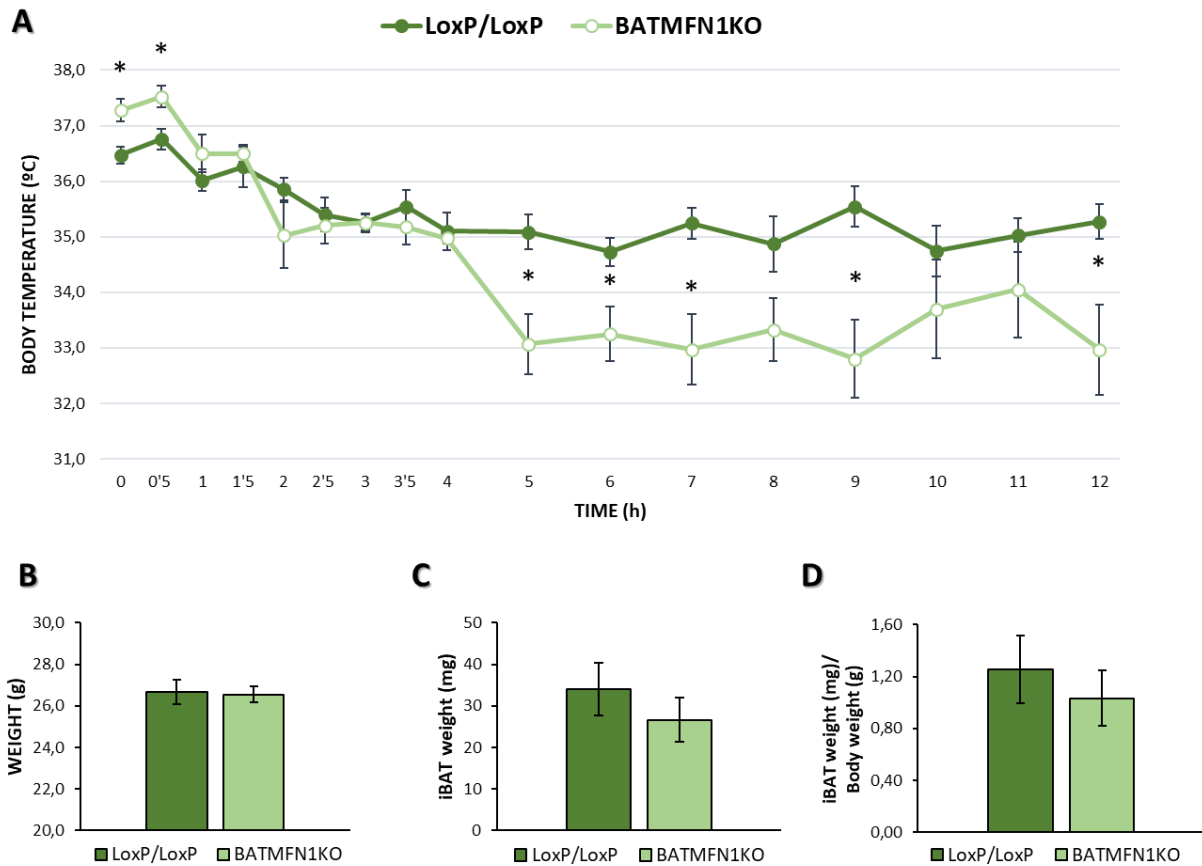 A
LoxP/LoxP BATMFN1KO
BODY TEMPERATURE (ºC)
38,0
37,0
36,0
35,0
34,0
33,0
32,0
31,0
* * * * * * *
0 0'5 1 1'5 2 2'5 3 3'5 4 5 6 7 8 9 10 11 12
TIME (h)
B
WEIGHT (g)
30,0
28,0
26,0
24,0
22,0
20,0
LoxP/LoxP BATMFN1KO
C
iBAT weight (mg)
50
40
30
20
10
0
LoxP/LoxP BATMFN1KO
D
iBAT weight (mg)/
Body weight (g)
1,60
1,20
0,80
0,40
0,00
LoxP/LoxP BATMFN1KO